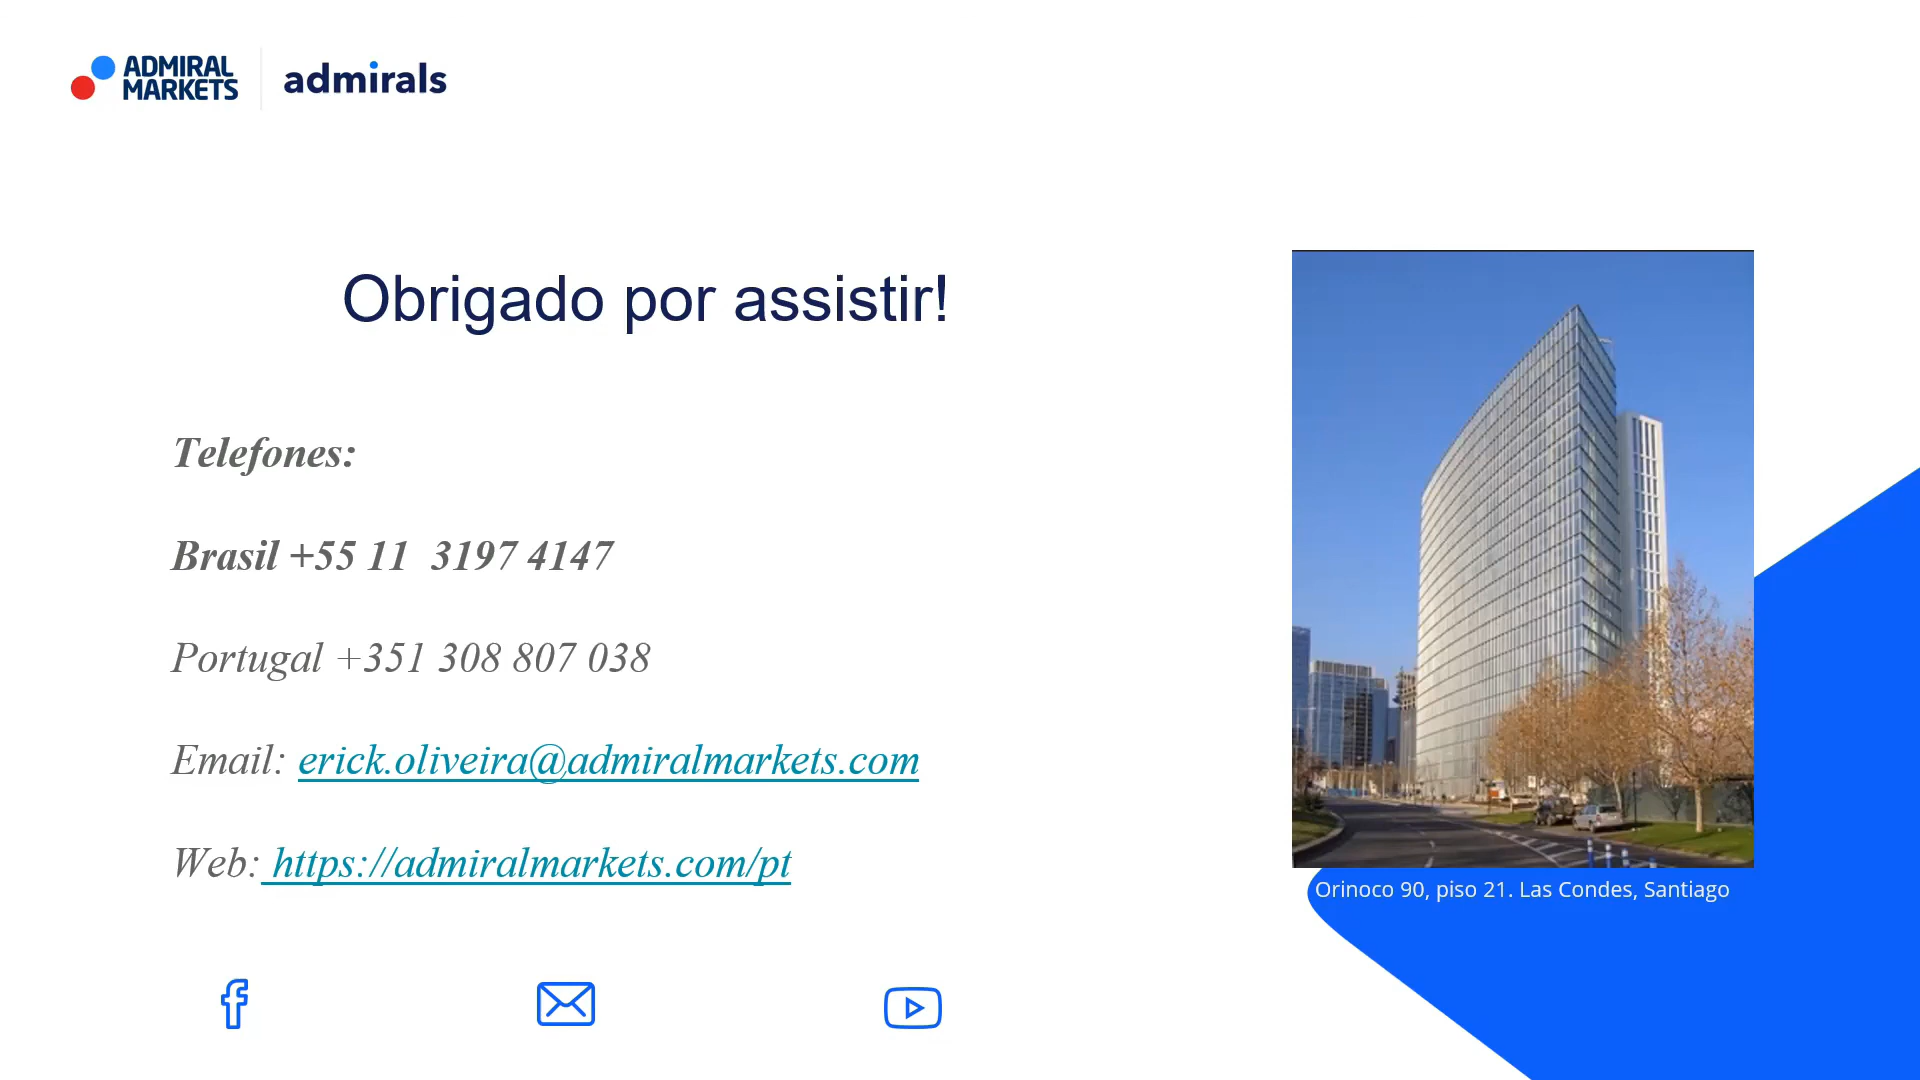 ADMIRAL
MARKETS
admirals
Obrigado por assistir!
Telefones:
Brasil +55 11  3197 4147
Portugal +351 308 807 038
Email: erick.oliveira@admiralmarkets.com
Web: https://admiralmarkets.com/pt
Orinoco 90, piso 21. Las Condes, Santiago